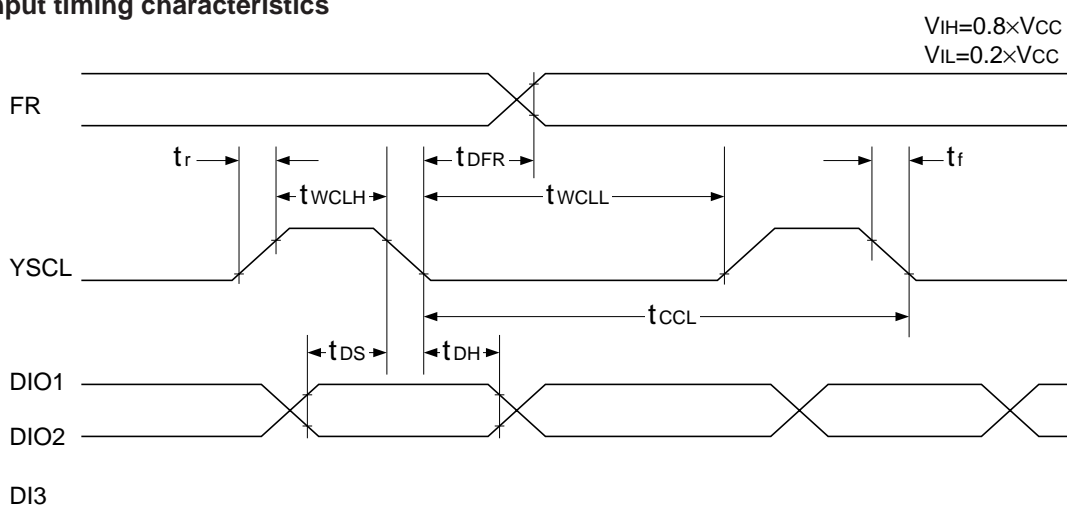 nput timing characteristics
VIH=0.8×VCC
VIL=0.2×VCC
FR
tr
tDFR
tf
tWCLH
tWCLL
YSCL
tCCL
tDS
tDH
DIO1
DIO2
DI3